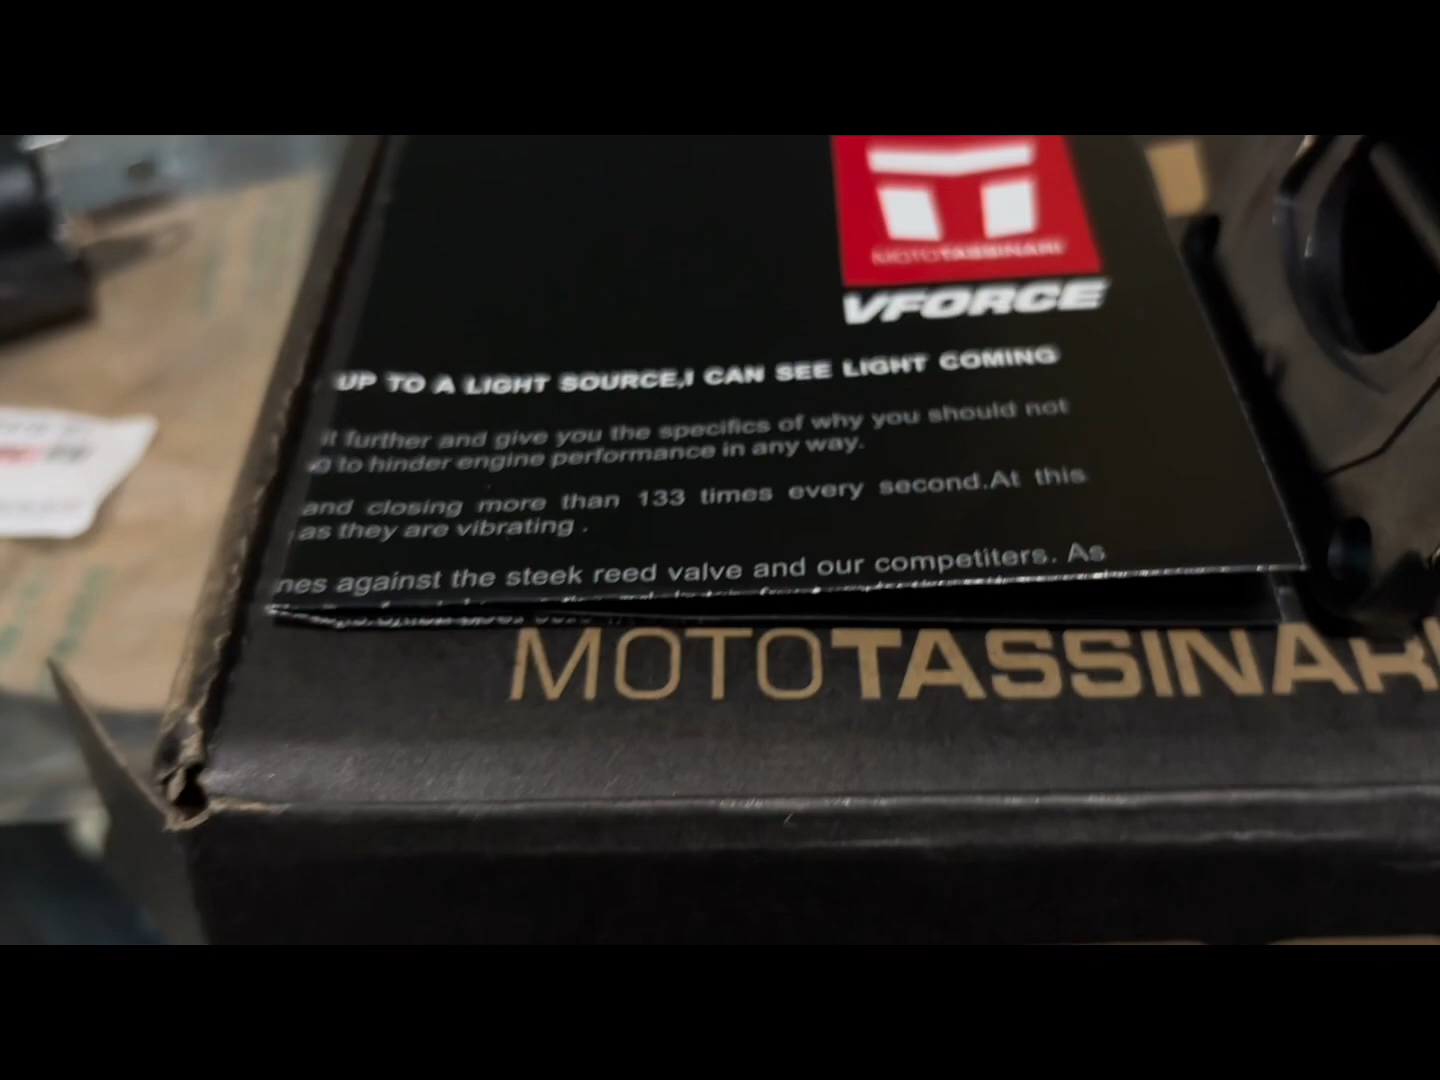 MOTOTASSINARI
VFORCE
UP TO A LIGHT SOURCE,I CAN SEE LIGHT COMING
it further and give you the specifics of why you should not
to hinder engine performance in any way.
and closing more than 133 times every second.At this
as they are vibrating .
nes against the steek reed valve and our competiters. As
MOTOTASSINARI